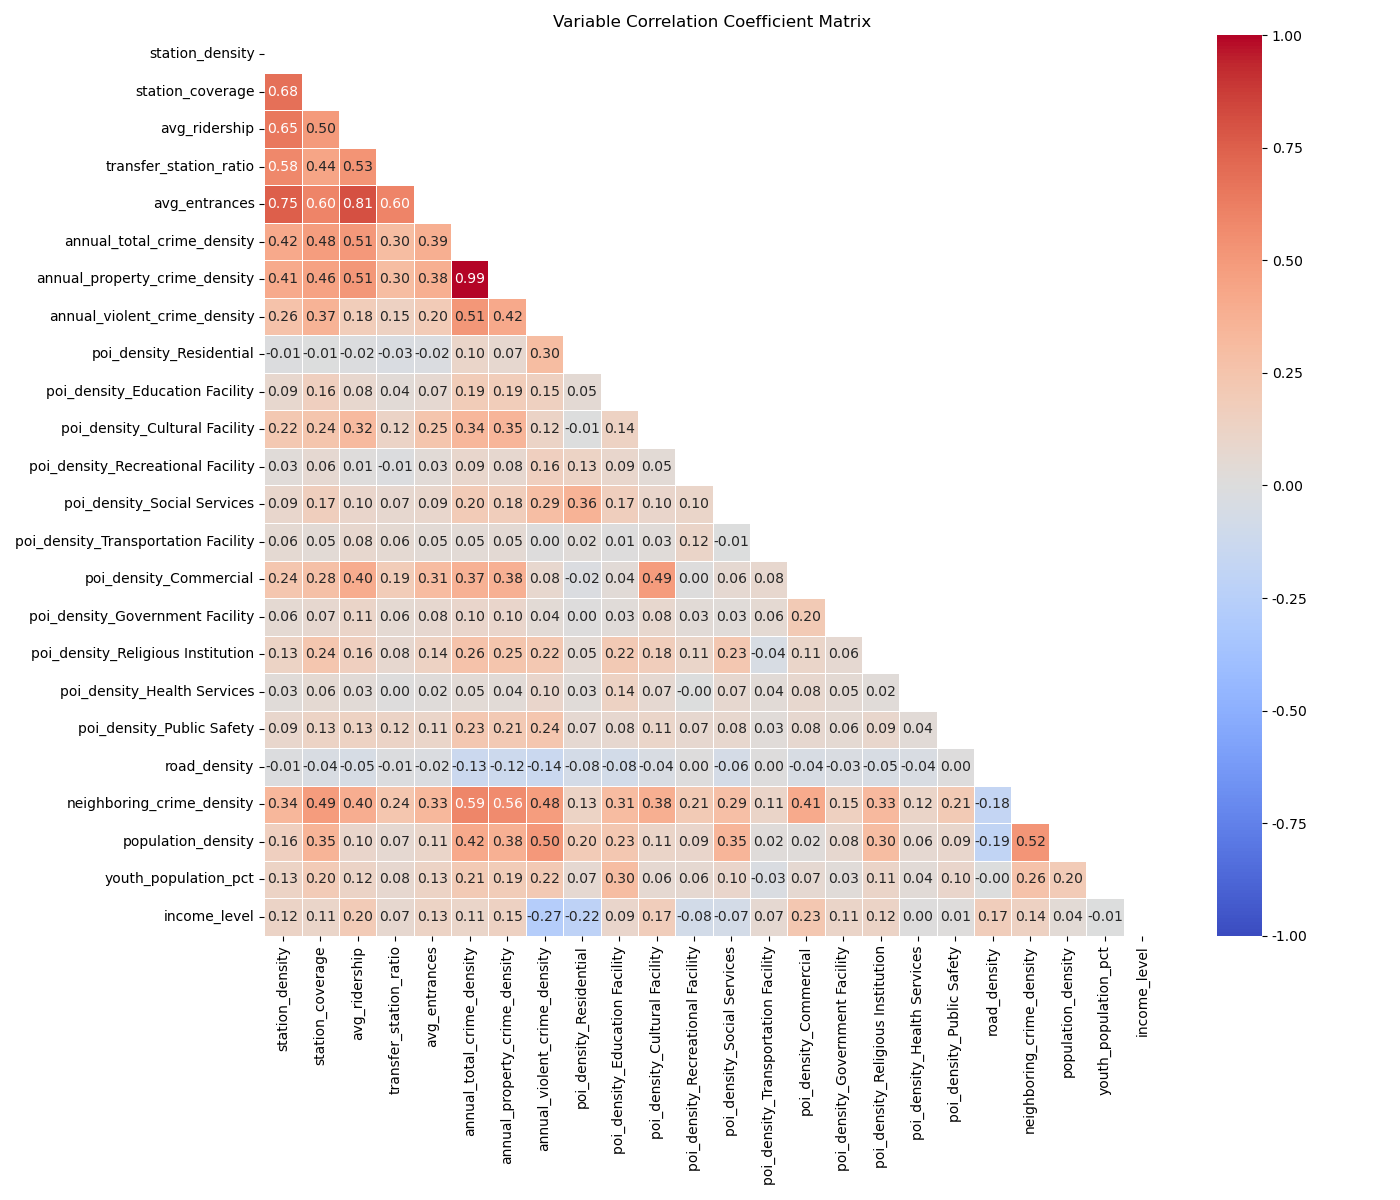 Variable Correlation Coefficient Matrix
station_density
station_coverage 0.68
avg_ridership 0.65 0.50
transfer_station_ratio 0.58 0.44 0.53
avg_entrances 0.75 0.60 0.81 0.60
annual_total_crime_density 0.42 0.48 0.51 0.30 0.39
annual_property_crime_density 0.41 0.46 0.51 0.30 0.38 0.99
annual_violent_crime_density 0.26 0.37 0.18 0.15 0.20 0.51 0.42
poi_density_Residential -0.01 -0.01 -0.02 -0.03 -0.02 0.10 0.07 0.30
poi_density_Education Facility 0.09 0.16 0.08 0.04 0.07 0.19 0.19 0.15 0.05
poi_density_Cultural Facility 0.22 0.24 0.32 0.12 0.25 0.34 0.35 0.12 -0.01 0.14
poi_density_Recreational Facility 0.03 0.06 0.01 -0.01 0.03 0.09 0.08 0.16 0.13 0.09 0.05
poi_density_Social Services 0.09 0.17 0.10 0.07 0.09 0.20 0.18 0.29 0.36 0.17 0.10 0.10
poi_density_Transportation Facility 0.06 0.05 0.08 0.06 0.05 0.05 0.05 0.00 0.02 0.01 0.03 0.12 -0.01
poi_density_Commercial 0.24 0.28 0.40 0.19 0.31 0.37 0.38 0.08 -0.02 0.04 0.49 0.00 0.06 0.08
poi_density_Government Facility 0.06 0.07 0.11 0.06 0.08 0.10 0.10 0.04 0.00 0.03 0.08 0.03 0.03 0.06 0.20
poi_density_Religious Institution 0.13 0.24 0.16 0.08 0.14 0.26 0.25 0.22 0.05 0.22 0.18 0.11 0.23 -0.04 0.11 0.06
poi_density_Health Services 0.03 0.06 0.03 0.00 0.02 0.05 0.04 0.10 0.03 0.14 0.07 -0.00 0.07 0.04 0.08 0.05 0.02
poi_density_Public Safety 0.09 0.13 0.13 0.12 0.11 0.23 0.21 0.24 0.07 0.08 0.11 0.07 0.08 0.03 0.08 0.06 0.09 0.04
road_density -0.01 -0.04 -0.05 -0.01 -0.02 -0.13 -0.12 -0.14 -0.08 -0.08 -0.04 0.00 -0.06 0.00 -0.04 -0.03 -0.05 -0.04 0.00
neighboring_crime_density 0.34 0.49 0.40 0.24 0.33 0.59 0.56 0.48 0.13 0.31 0.38 0.21 0.29 0.11 0.41 0.15 0.33 0.12 0.21 -0.18
population_density 0.16 0.35 0.10 0.07 0.11 0.42 0.38 0.50 0.20 0.23 0.11 0.09 0.35 0.02 0.02 0.08 0.30 0.06 0.09 -0.19 0.52
youth_population_pct 0.13 0.20 0.12 0.08 0.13 0.21 0.19 0.22 0.07 0.30 0.06 0.06 0.10 -0.03 0.07 0.03 0.11 0.04 0.10 -0.00 0.26 0.20
income_level 0.12 0.11 0.20 0.07 0.13 0.11 0.15 -0.27 -0.22 0.09 0.17 -0.08 -0.07 0.07 0.23 0.11 0.12 0.00 0.01 0.17 0.14 0.04 -0.01
station_density
station_coverage
avg_ridership
transfer_station_ratio
avg_entrances
annual_total_crime_density
annual_property_crime_density
annual_violent_crime_density
poi_density_Residential
poi_density_Education Facility
poi_density_Cultural Facility
poi_density_Recreational Facility
poi_density_Social Services
poi_density_Transportation Facility
poi_density_Commercial
poi_density_Government Facility
poi_density_Religious Institution
poi_density_Health Services
poi_density_Public Safety
road_density
neighboring_crime_density
population_density
youth_population_pct
income_level
1.00
0.75
0.50
0.25
0.00
-0.25
-0.50
-0.75
-1.00